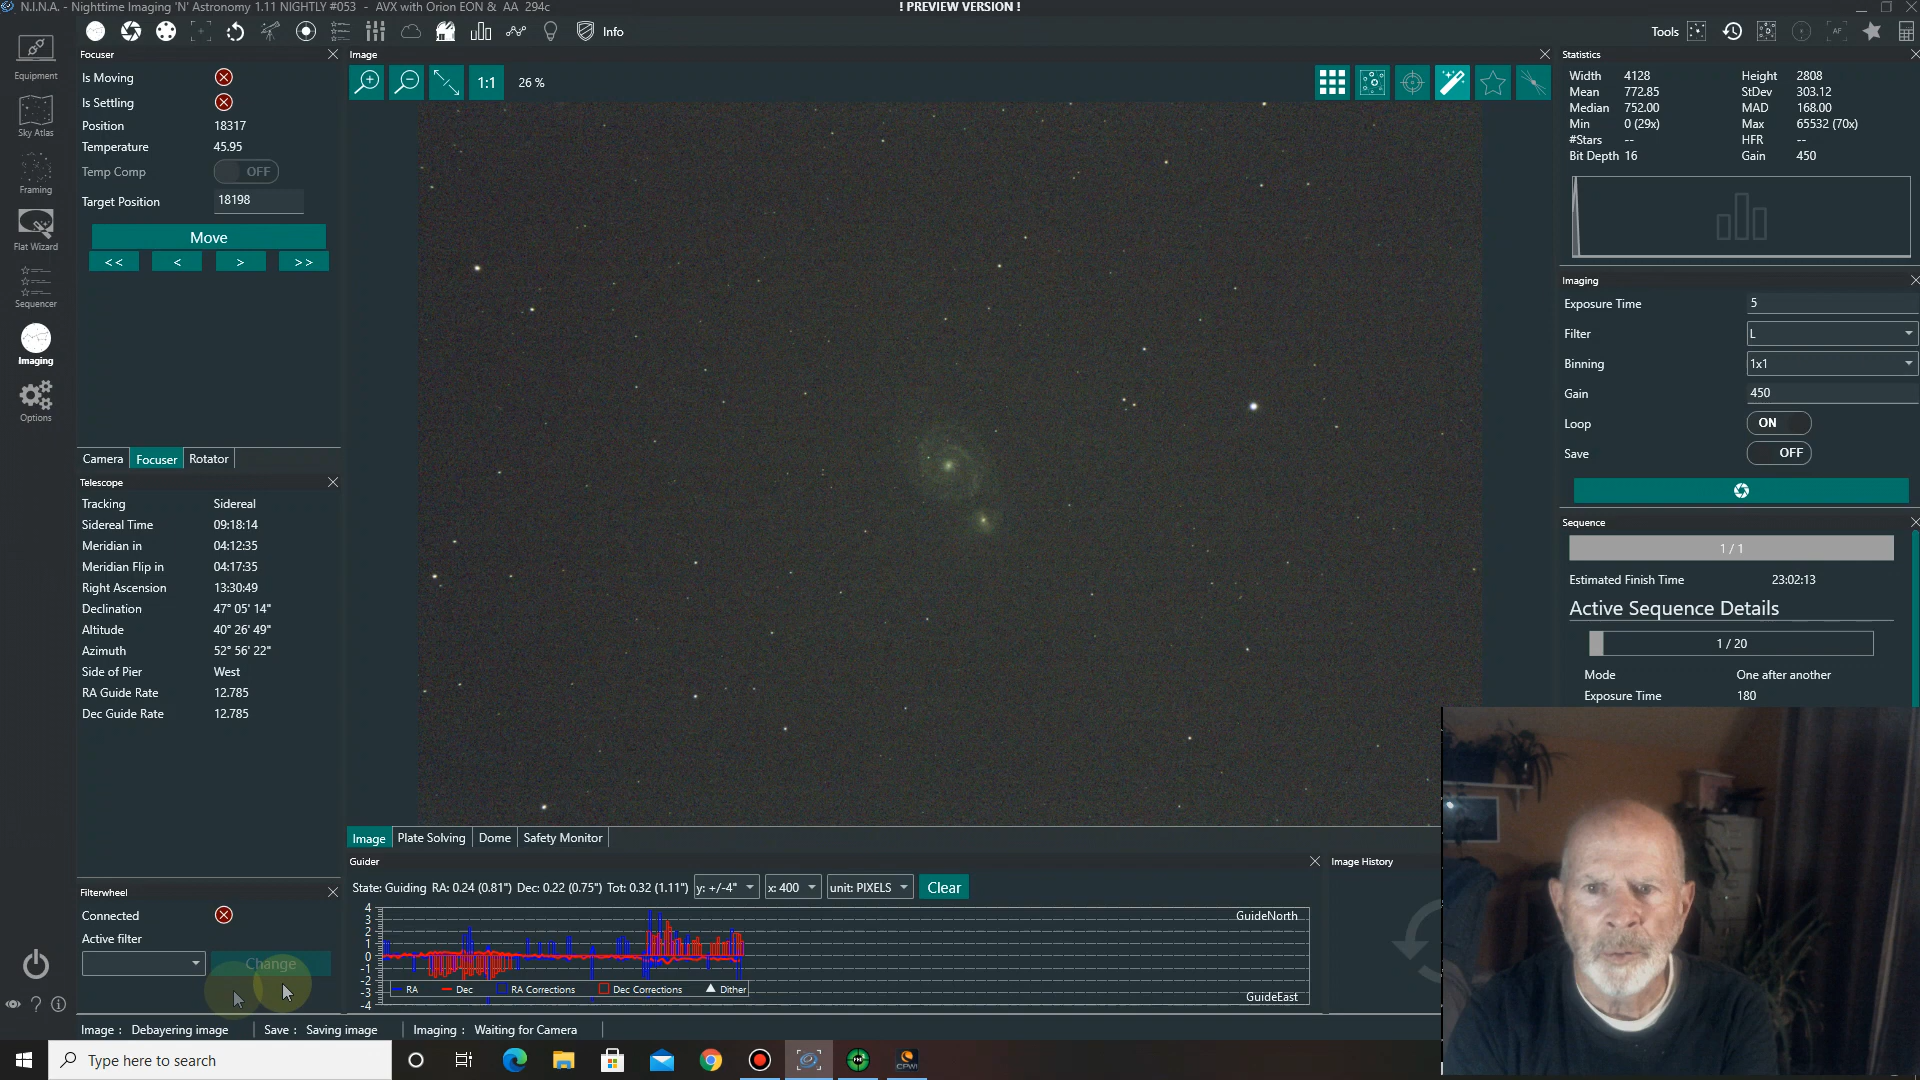 N.I.N.A. - Nighttime Imaging 'N' Astronomy 1.11 NIGHTLY #053 - AVX with Orion EON & AA 294c
! PREVIEW VERSION !
Info
Tools
AF
Equipment
Sky Atlas
Framing
Flat Wizard
Sequencer
Imaging
Options
Focuser
Is Moving
Is Settling
Position 18317
Temperature 45.95
Temp Comp OFF
Target Position 18198
Move
<< < > >>
Camera Focuser Rotator
Telescope
Tracking Sidereal
Sidereal Time 09:18:14
Meridian in 04:12:35
Meridian Flip in 04:17:35
Right Ascension 13:30:49
Declination 47° 05' 14"
Altitude 40° 26' 49"
Azimuth 52° 56' 22"
Side of Pier West
RA Guide Rate 12.785
Dec Guide Rate 12.785
Filterwheel
Connected
Active filter
Change
Image
1:1 26 %
Image Plate Solving Dome Safety Monitor
Guider
State: Guiding RA: 0.24 (0.81") Dec: 0.22 (0.75") Tot: 0.32 (1.11") y: +/-4" x: 400 unit: PIXELS Clear
4
3
2
1
0
-1
-2
-3
-4
GuideNorth
GuideEast
RA Dec RA Corrections Dec Corrections Dither
Image History
Statistics
Width 4128 Height 2808
Mean 772.85 StDev 303.12
Median 752.00 MAD 168.00
Min 0 (29x) Max 65532 (70x)
#Stars -- HFR --
Bit Depth 16 Gain 450
Imaging
Exposure Time 5
Filter L
Binning 1x1
Gain 450
Loop ON
Save OFF
Sequence
1 / 1
Estimated Finish Time 23:02:13
Active Sequence Details
1 / 20
Mode One after another
Exposure Time 180
Image : Debayering image Save : Saving image Imaging : Waiting for Camera
Type here to search
CPWI